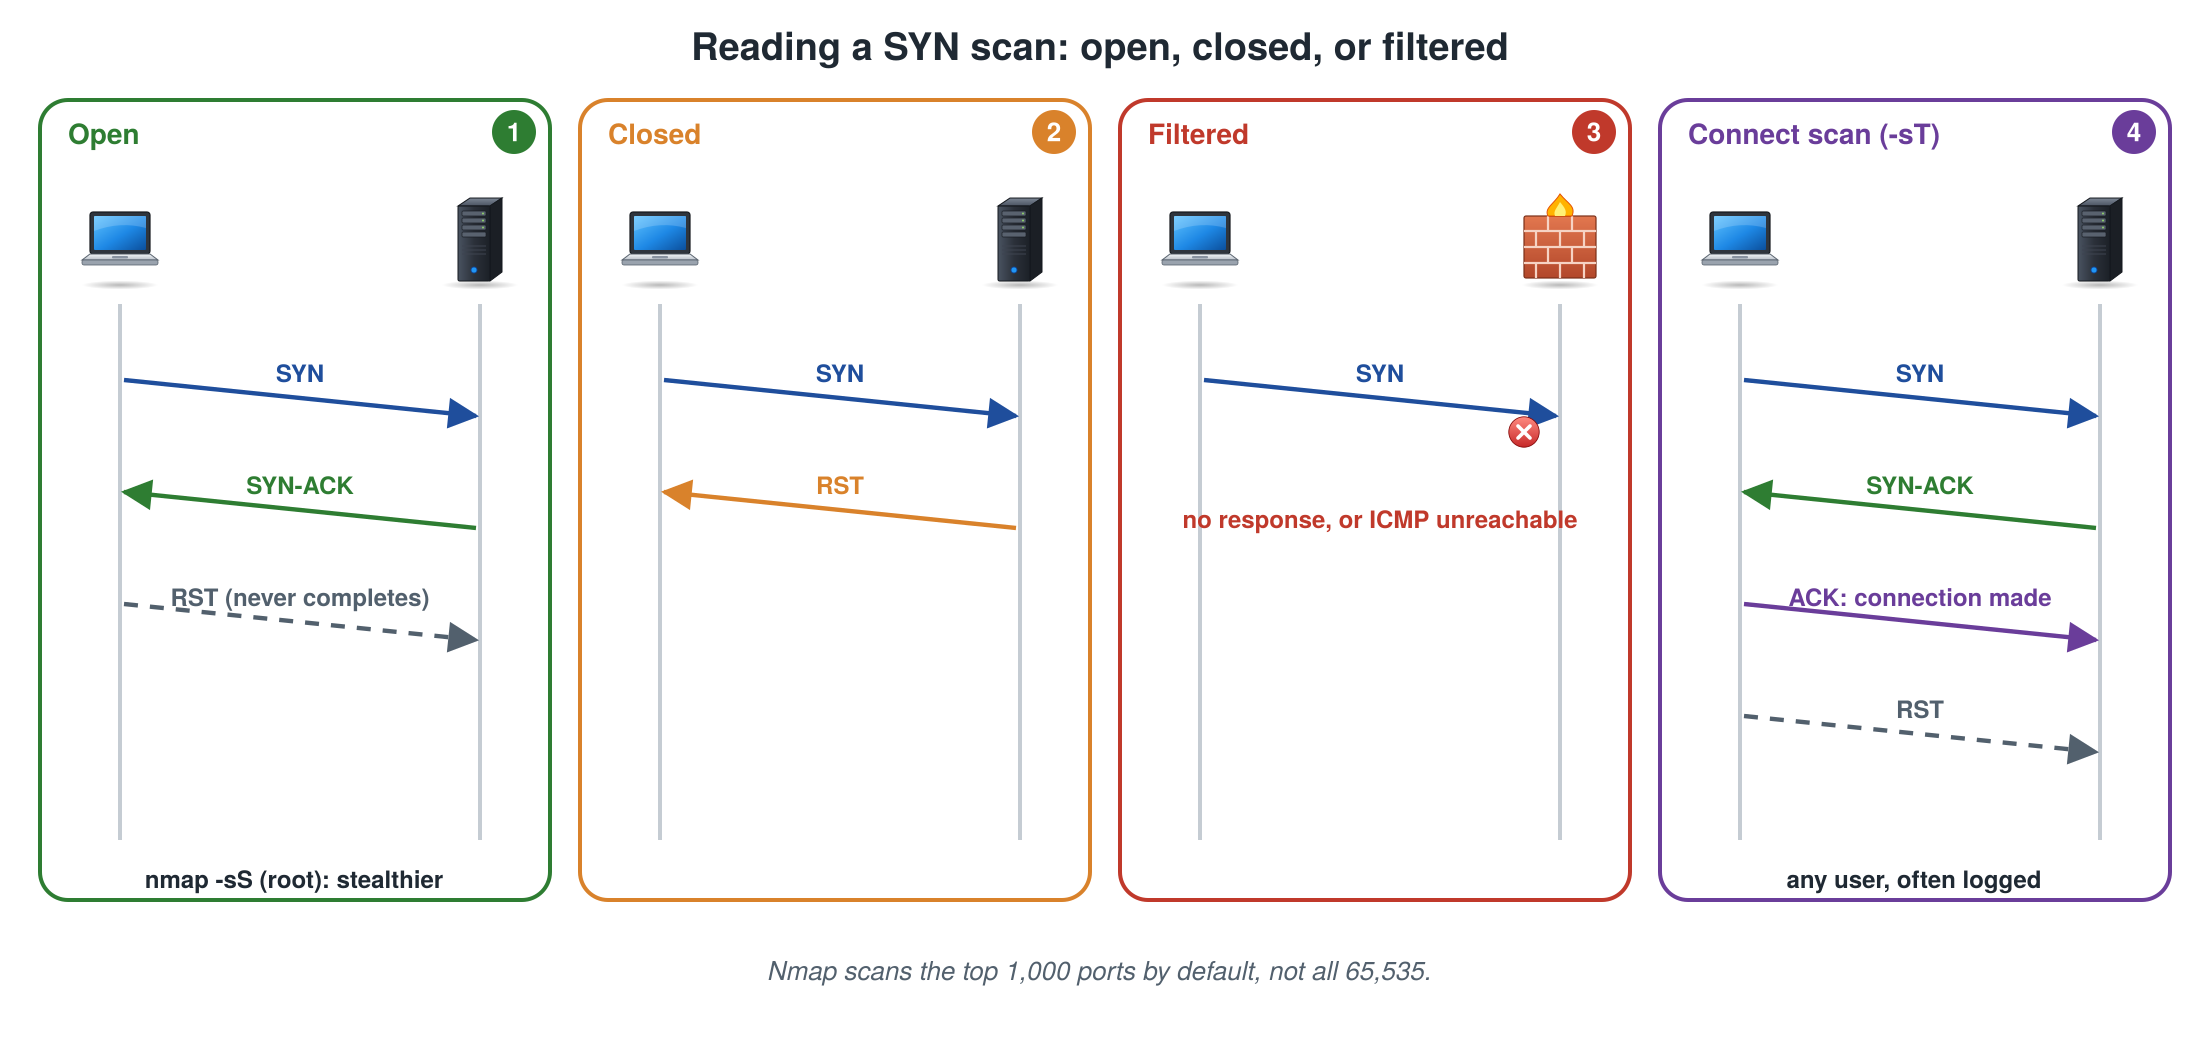 Reading a SYN scan: open, closed, or filtered
Open
1
SYN
SYN-ACK
RST (never completes)
nmap -sS (root): stealthier
Closed
2
SYN
RST
Filtered
3
SYN
no response, or ICMP unreachable
Connect scan (-sT)
4
SYN
SYN-ACK
ACK: connection made
RST
any user, often logged
Nmap scans the top 1,000 ports by default, not all 65,535.